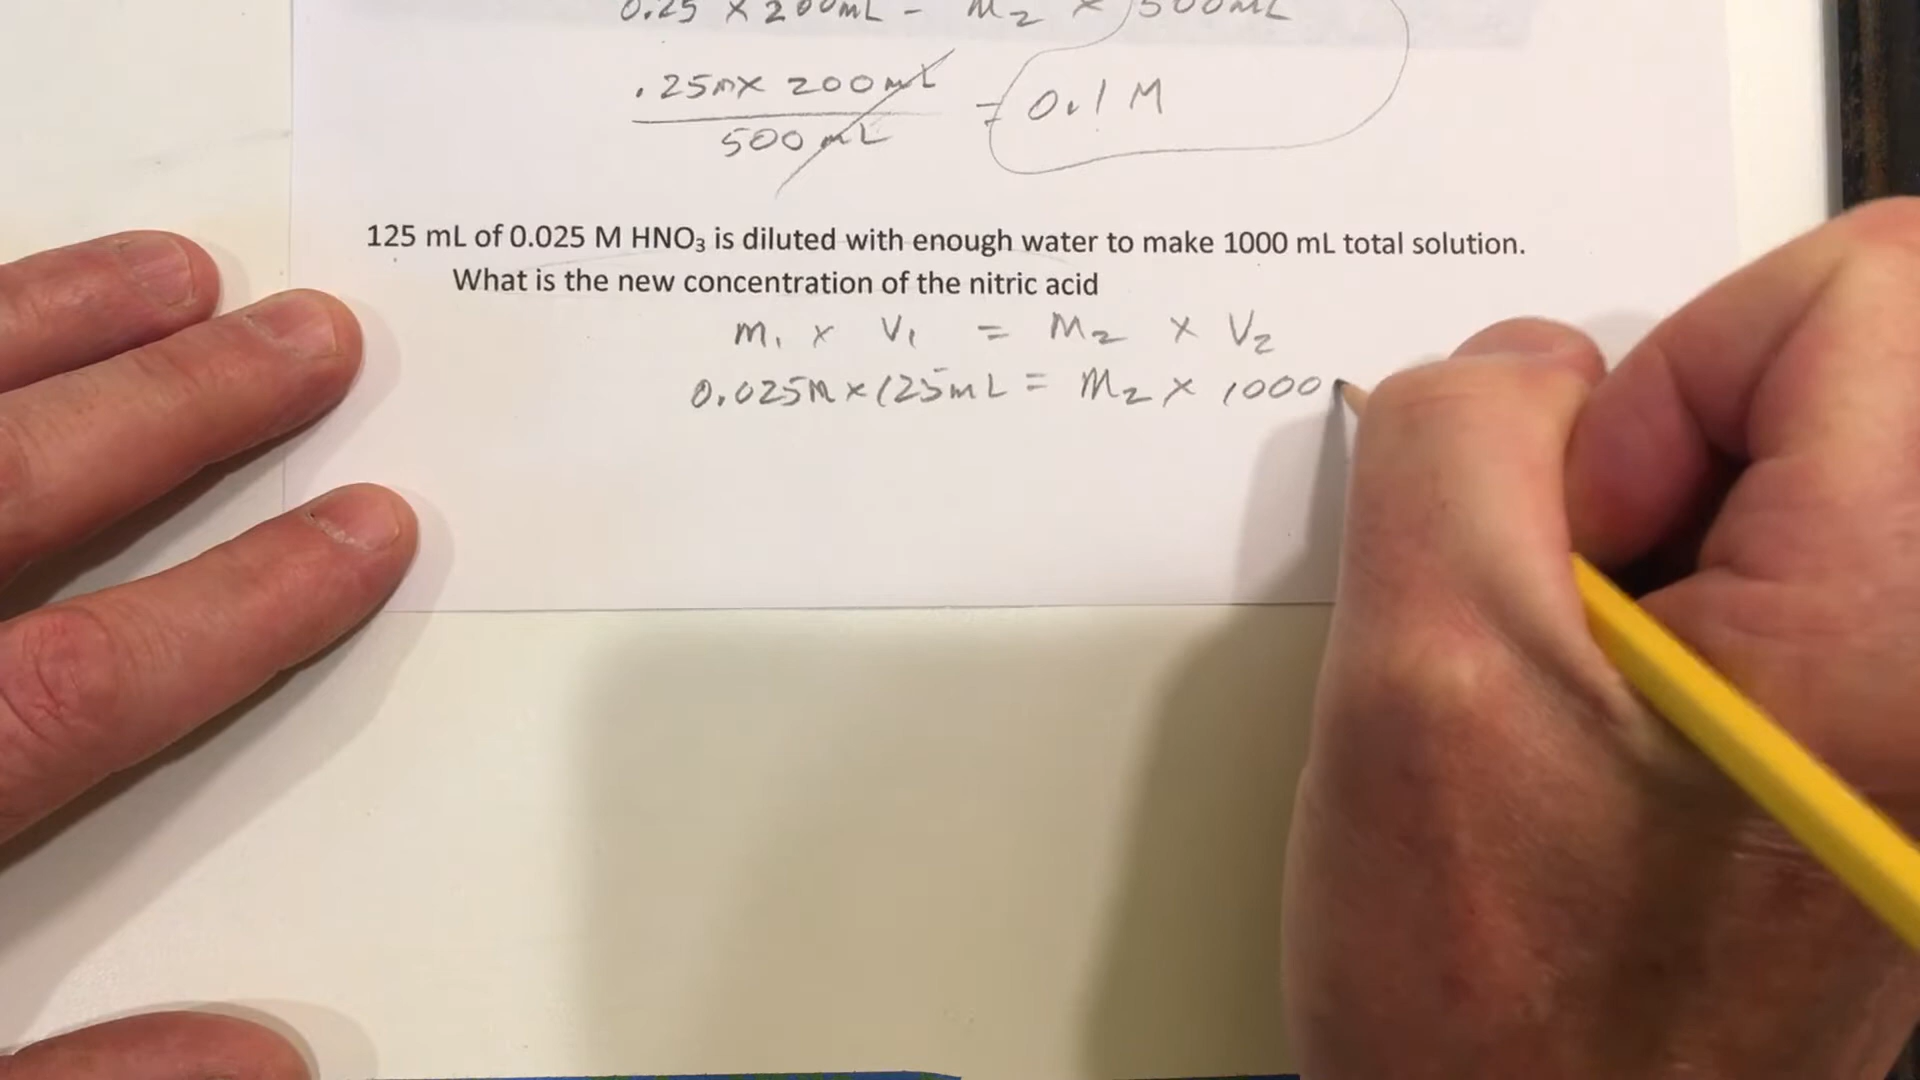 0.25 x 200mL = M2 x 500mL
.25Mx 200mL
500mL
= 0.1 M
125 mL of 0.025 M HNO₃ is diluted with enough water to make 1000 mL total solution.
What is the new concentration of the nitric acid
M₁ x V₁ = M₂ x V₂
0.025M x 125mL = M₂ x 1000